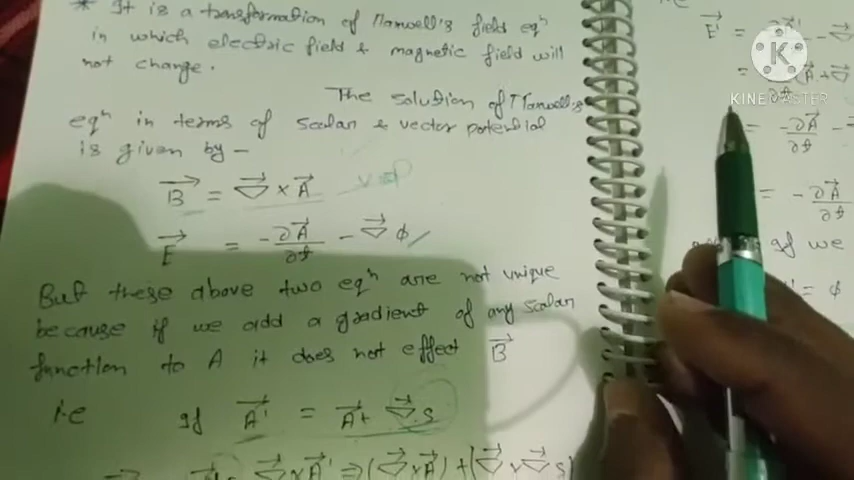 * It is a transformation of Maxwell's field eqⁿ
in which electric field & magnetic field will
not change.
The solution of Maxwell's
eqⁿ in terms of scalar & vector potential
is given by –
B⃗ = ∇⃗ × A⃗
E⃗ = -∂A⃗/∂t - ∇⃗ φ
But these above two eqⁿ are not unique
because if we add a gradient of any scalar
function to A it does not effect B⃗
i.e if A⃗' = A⃗ + ∇⃗.s
∇⃗ × A⃗' ⇒ (∇⃗ × A⃗) + (∇⃗ × ∇⃗ s)
E⃗' =
= -∂A⃗/∂t -
= -∂A⃗/∂t
if we
= φ
KINEMASTER